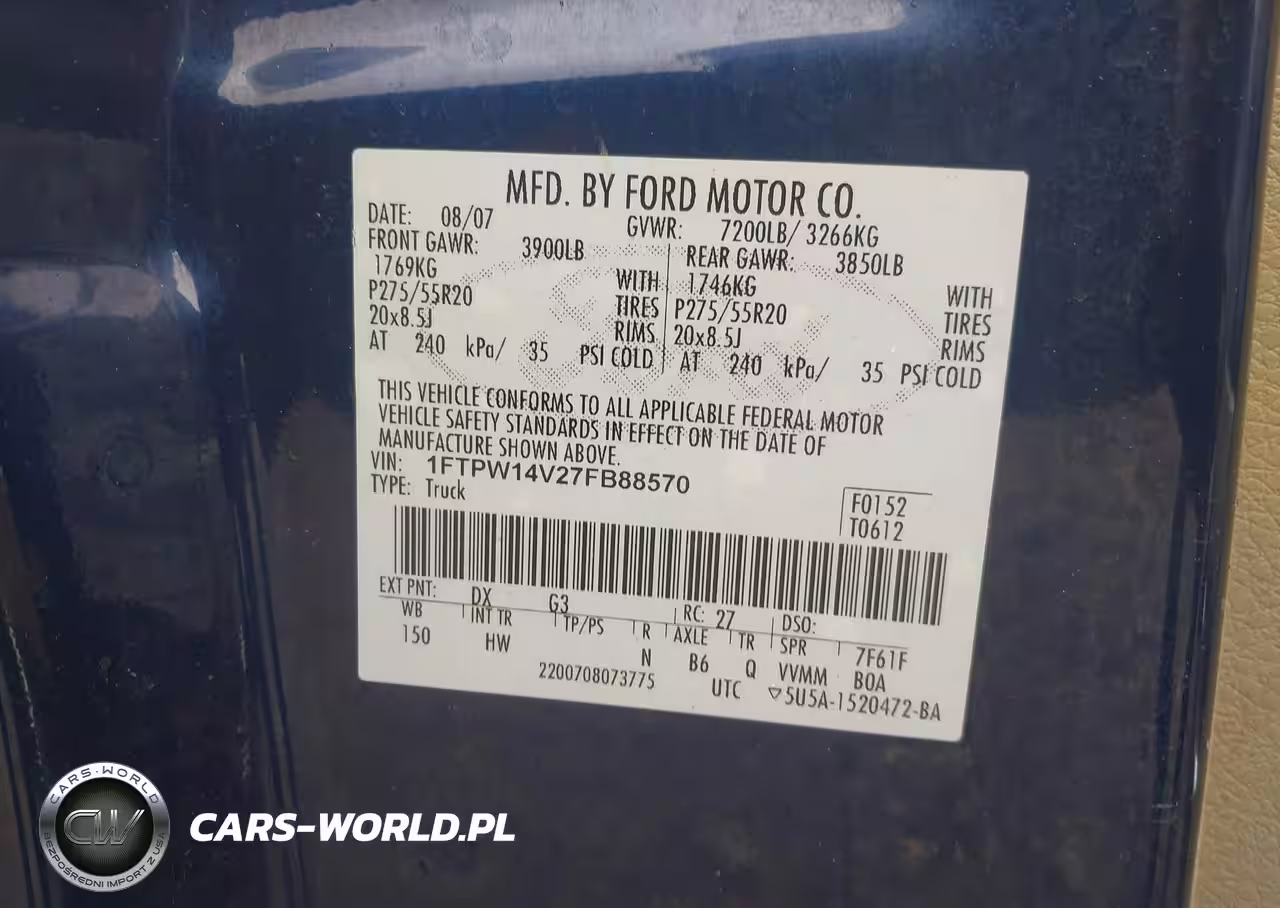 MFD. BY FORD MOTOR CO.
DATE: 08/07 GVWR: 7200LB/ 3266KG
FRONT GAWR: 3900LB REAR GAWR: 3850LB
1769KG WITH 1746KG WITH
P275/55R20 TIRES P275/55R20 TIRES
20x8.5J RIMS 20x8.5J RIMS
AT 240 kPa/ 35 PSI COLD AT 240 kPa/ 35 PSI COLD
THIS VEHICLE CONFORMS TO ALL APPLICABLE FEDERAL MOTOR
VEHICLE SAFETY STANDARDS IN EFFECT ON THE DATE OF
MANUFACTURE SHOWN ABOVE.
VIN: 1FTPW14V27FB88570
TYPE: Truck
F0152
T0612
EXT PNT: DX G3 RC: 27 DSO:
WB INT TR TP/PS R AXLE TR SPR 7F61F
150 HW N B6 Q VVMM BOA
2200708073775 UTC ▽5U5A-1520472-BA
CARS-WORLD
CW
BEZPOŚREDNI IMPORT Z USA
CARS-WORLD.PL